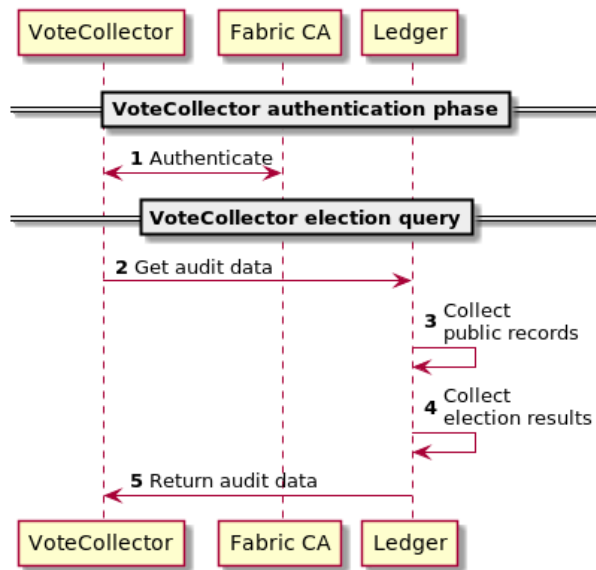 VoteCollector Fabric CA Ledger
VoteCollector authentication phase
1 Authenticate
VoteCollector election query
2 Get audit data
3 Collect
public records
4 Collect
election results
5 Return audit data
VoteCollector Fabric CA Ledger